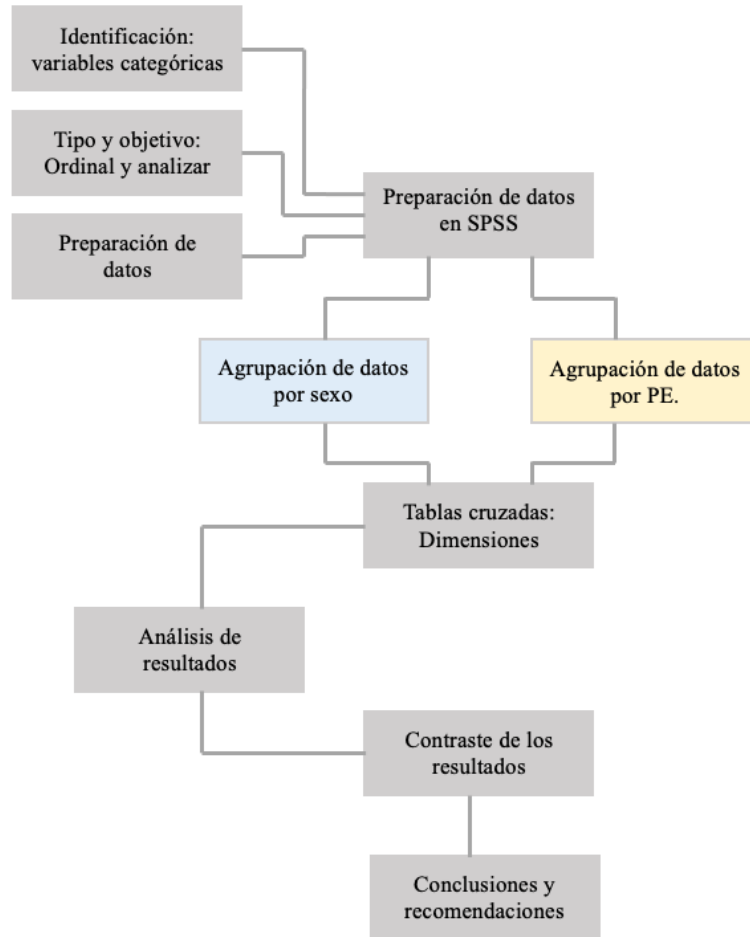 Identificación:
variables categóricas
Tipo y objetivo:
Ordinal y analizar
Preparación de
datos
Preparación de datos
en SPSS
Agrupación de datos
por sexo
Agrupación de datos
por PE.
Tablas cruzadas:
Dimensiones
Análisis de
resultados
Contraste de los
resultados
Conclusiones y
recomendaciones